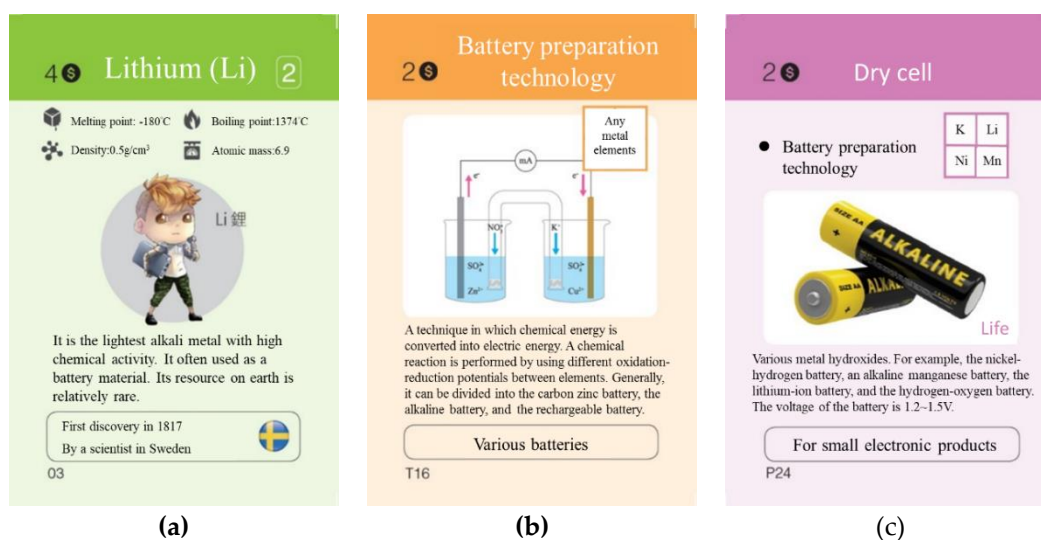 4 $ Lithium (Li) 2
Melting point: -180°C
Boiling point:1374°C
Density:0.5g/cm³
Atomic mass:6.9
Li 鋰
It is the lightest alkali metal with high
chemical activity. It often used as a
battery material. Its resource on earth is
relatively rare.
First discovery in 1817
By a scientist in Sweden
03
(a)
2 $ Battery preparation
technology
Any
metal
elements
mA
e⁻
e⁻
K⁺
Zn²⁺
Cu²⁺
A technique in which chemical energy is
converted into electric energy. A chemical
reaction is performed by using different oxidation-
reduction potentials between elements. Generally,
it can be divided into the carbon zinc battery, the
alkaline battery, and the rechargeable battery.
Various batteries
T16
(b)
2 $ Dry cell
K Li
Ni Mn
● Battery preparation
technology
SIZE AA
ALKALINE
SIZE AA
Life
Various metal hydroxides. For example, the nickel-
hydrogen battery, an alkaline manganese battery, the
lithium-ion battery, and the hydrogen-oxygen battery.
The voltage of the battery is 1.2~1.5V.
For small electronic products
P24
(c)